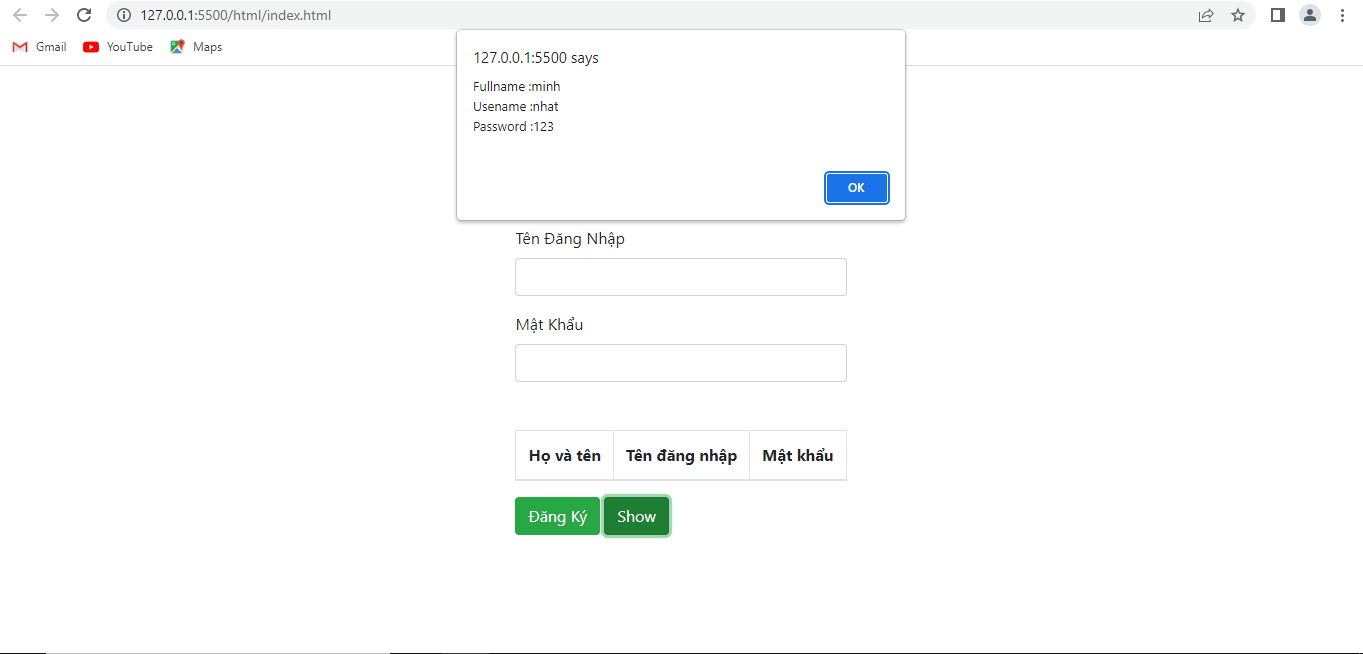 127.0.0.1:5500/html/index.html
Gmail YouTube Maps
127.0.0.1:5500 says
Fullname :minh
Usename :nhat
Password :123
OK
Tên Đăng Nhập
Mật Khẩu
Họ và tên Tên đăng nhập Mật khẩu
Đăng Ký Show